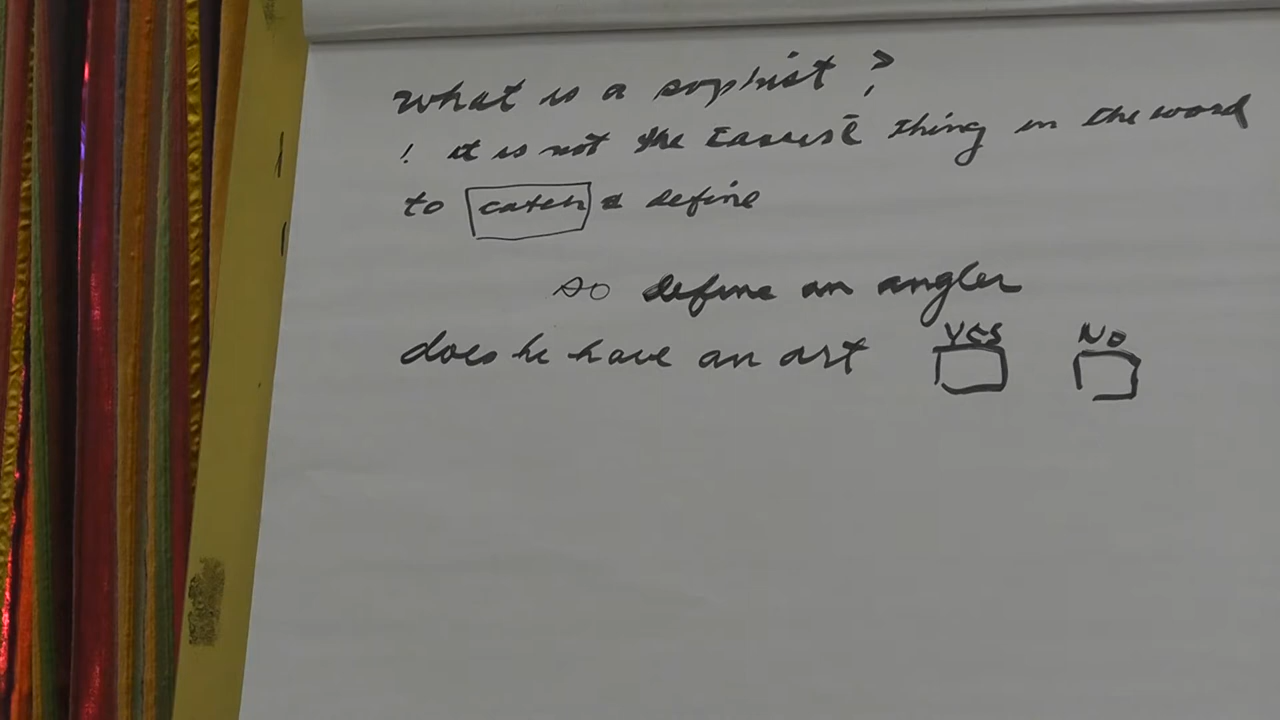 What is a sophist ?
! it is not the Easiest thing in the world
to catch & define
so define an angler
does he have an art YES NO